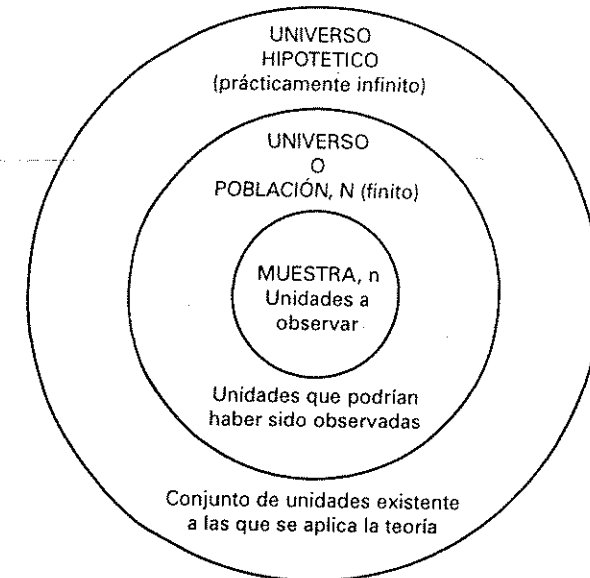 UNIVERSO
HIPOTETICO
(prácticamente infinito)
UNIVERSO
O
POBLACIÓN, N (finito)
MUESTRA, n
Unidades a
observar
Unidades que podrían
haber sido observadas
Conjunto de unidades existente
a las que se aplica la teoría